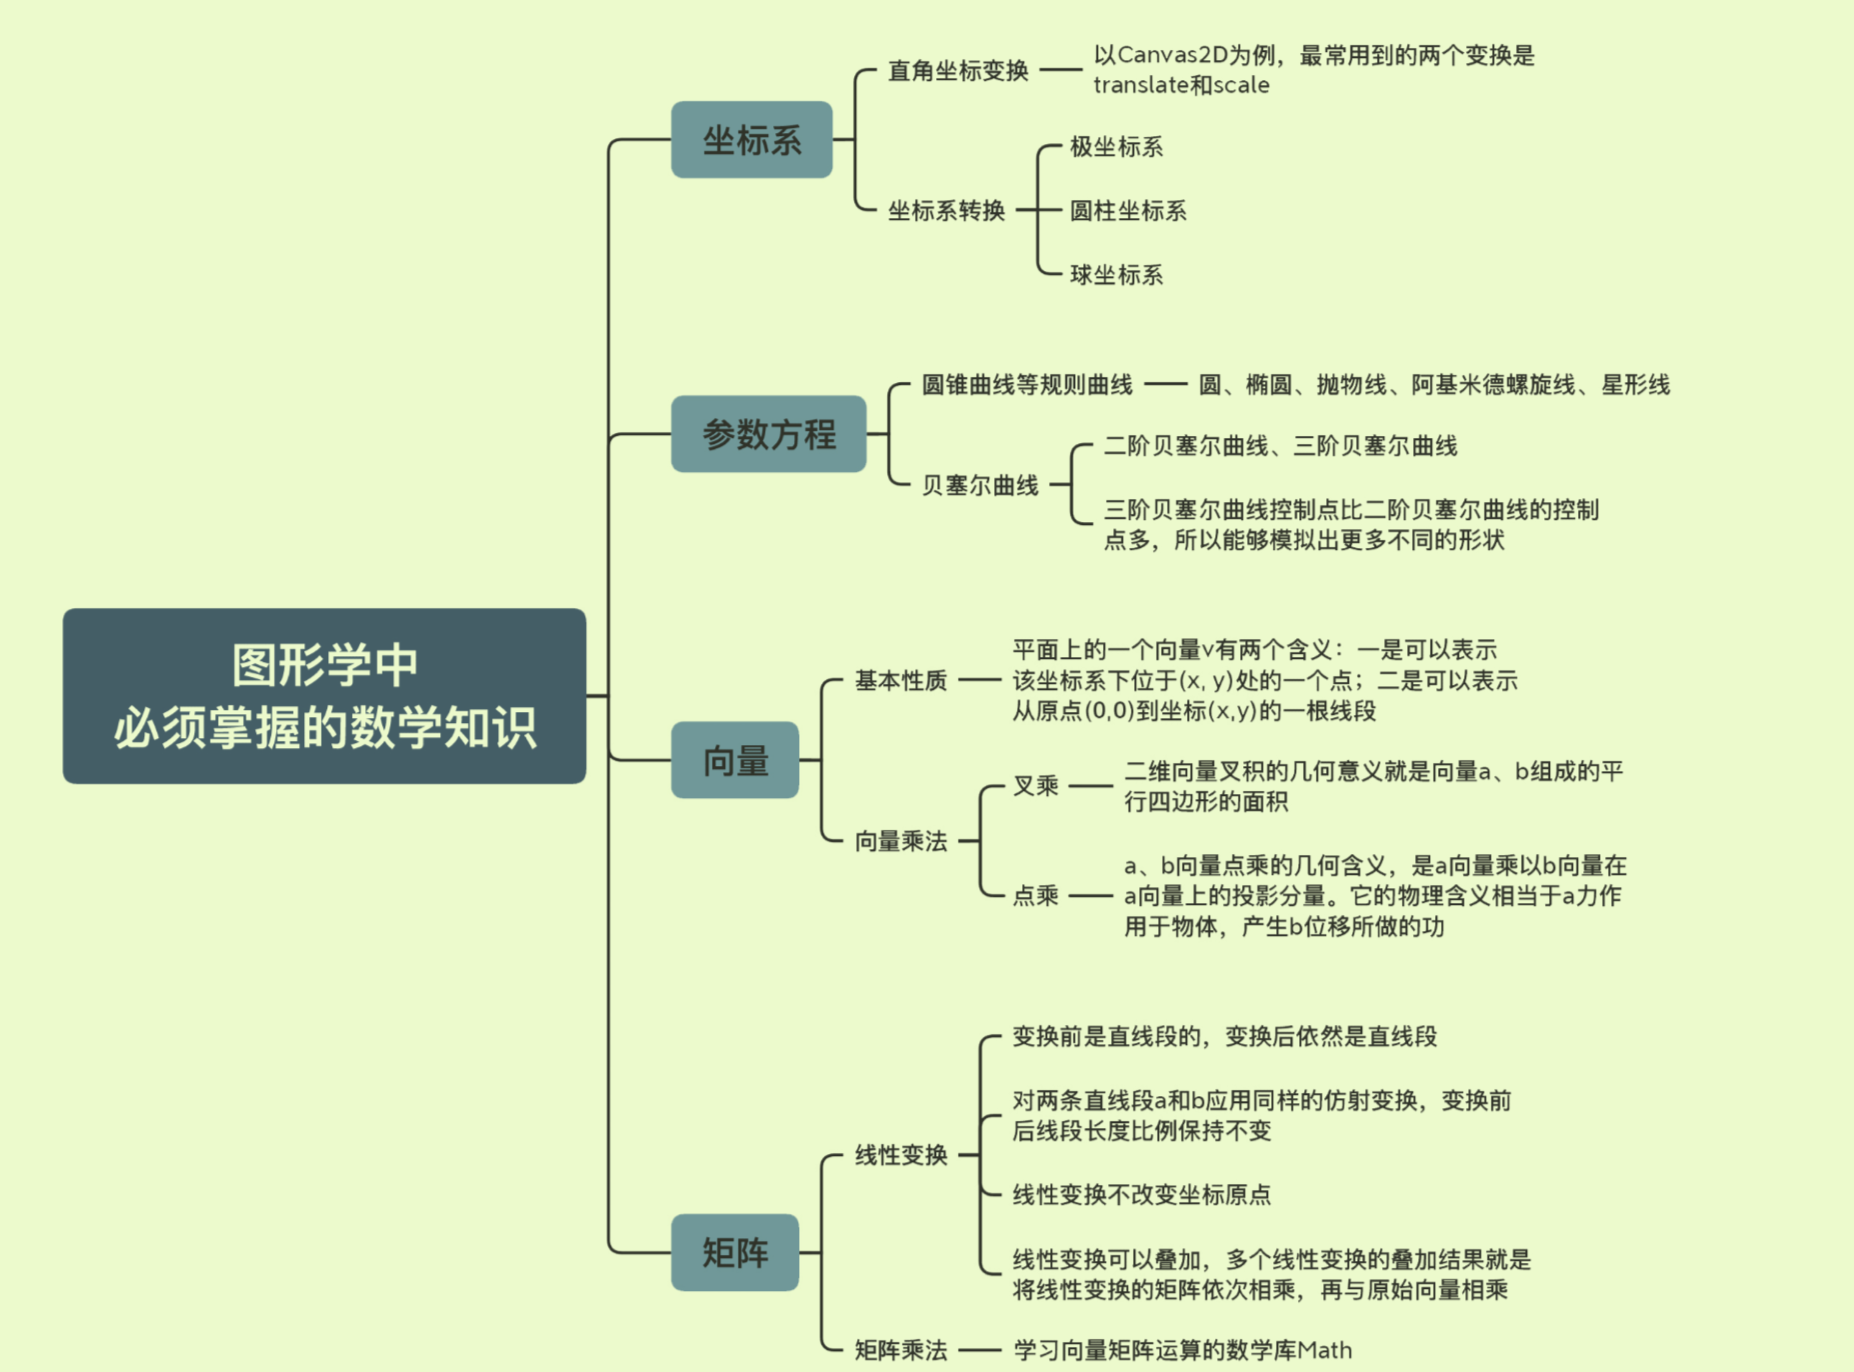 图形学中
必须掌握的数学知识
坐标系
直角坐标变换
以Canvas2D为例，最常用到的两个变换是
translate和scale
坐标系转换
极坐标系
圆柱坐标系
球坐标系
参数方程
圆锥曲线等规则曲线
圆、椭圆、抛物线、阿基米德螺旋线、星形线
贝塞尔曲线
二阶贝塞尔曲线、三阶贝塞尔曲线
三阶贝塞尔曲线控制点比二阶贝塞尔曲线的控制
点多，所以能够模拟出更多不同的形状
向量
基本性质
平面上的一个向量v有两个含义：一是可以表示
该坐标系下位于(x, y)处的一个点；二是可以表示
从原点(0,0)到坐标(x,y)的一根线段
向量乘法
叉乘
二维向量叉积的几何意义就是向量a、b组成的平
行四边形的面积
点乘
a、b向量点乘的几何含义，是a向量乘以b向量在
a向量上的投影分量。它的物理含义相当于a力作
用于物体，产生b位移所做的功
矩阵
线性变换
变换前是直线段的，变换后依然是直线段
对两条直线段a和b应用同样的仿射变换，变换前
后线段长度比例保持不变
线性变换不改变坐标原点
线性变换可以叠加，多个线性变换的叠加结果就是
将线性变换的矩阵依次相乘，再与原始向量相乘
矩阵乘法
学习向量矩阵运算的数学库Math